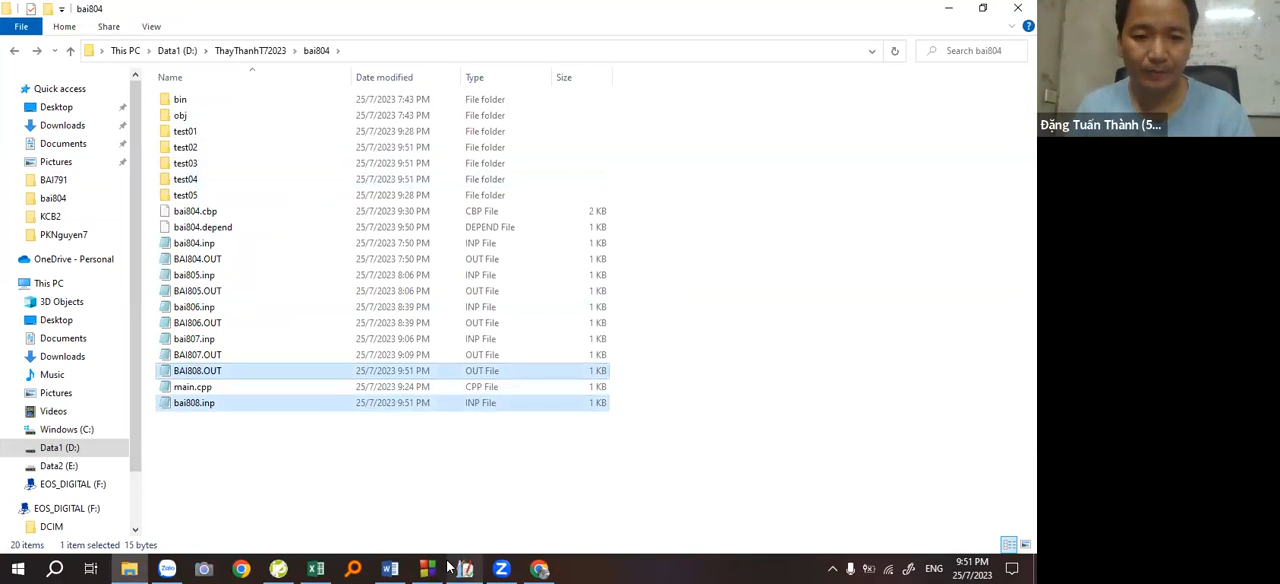 bai804
File
Home
Share
View
This PC
Data1 (D:)
ThayThanhT72023
bai804
Search bai804
Name
Date modified
Type
Size
Quick access
Desktop
Downloads
Documents
Pictures
BAI791
bai804
KCB2
PKNguyen7
OneDrive - Personal
This PC
3D Objects
Desktop
Documents
Downloads
Music
Pictures
Videos
Windows (C:)
Data1 (D:)
Data2 (E:)
EOS_DIGITAL (F:)
EOS_DIGITAL (F:)
DCIM
bin 25/7/2023 7:43 PM File folder
obj 25/7/2023 7:43 PM File folder
test01 25/7/2023 9:28 PM File folder
test02 25/7/2023 9:51 PM File folder
test03 25/7/2023 9:51 PM File folder
test04 25/7/2023 9:51 PM File folder
test05 25/7/2023 9:28 PM File folder
bai804.cbp 25/7/2023 9:30 PM CBP File 2 KB
bai804.depend 25/7/2023 9:50 PM DEPEND File 1 KB
bai804.inp 25/7/2023 7:50 PM INP File 1 KB
BAI804.OUT 25/7/2023 7:50 PM OUT File 1 KB
bai805.inp 25/7/2023 8:06 PM INP File 1 KB
BAI805.OUT 25/7/2023 8:06 PM OUT File 1 KB
bai806.inp 25/7/2023 8:39 PM INP File 1 KB
BAI806.OUT 25/7/2023 8:39 PM OUT File 1 KB
bai807.inp 25/7/2023 9:06 PM INP File 1 KB
BAI807.OUT 25/7/2023 9:09 PM OUT File 1 KB
BAI808.OUT 25/7/2023 9:51 PM OUT File 1 KB
main.cpp 25/7/2023 9:24 PM CPP File 1 KB
bai808.inp 25/7/2023 9:51 PM INP File 1 KB
20 items 1 item selected 15 bytes
Đặng Tuấn Thành (5...
Zalo
ENG
9:51 PM
25/7/2023